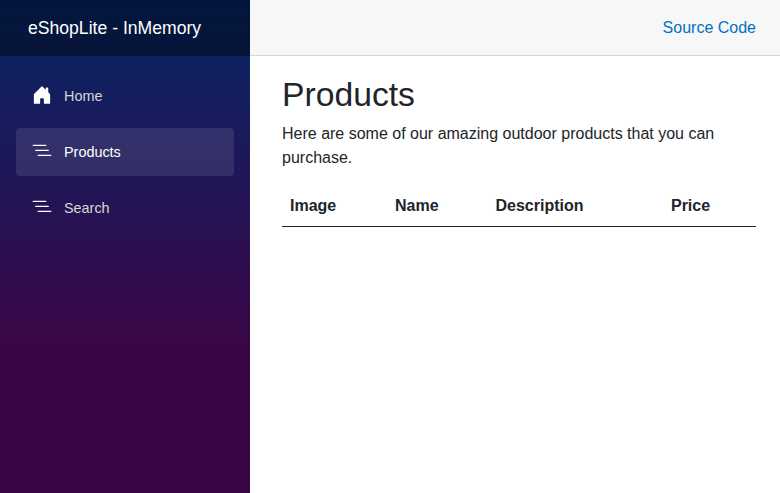 eShopLite - InMemory
Source Code
Home
Products
Search
Products
Here are some of our amazing outdoor products that you can
purchase.
Image Name Description Price